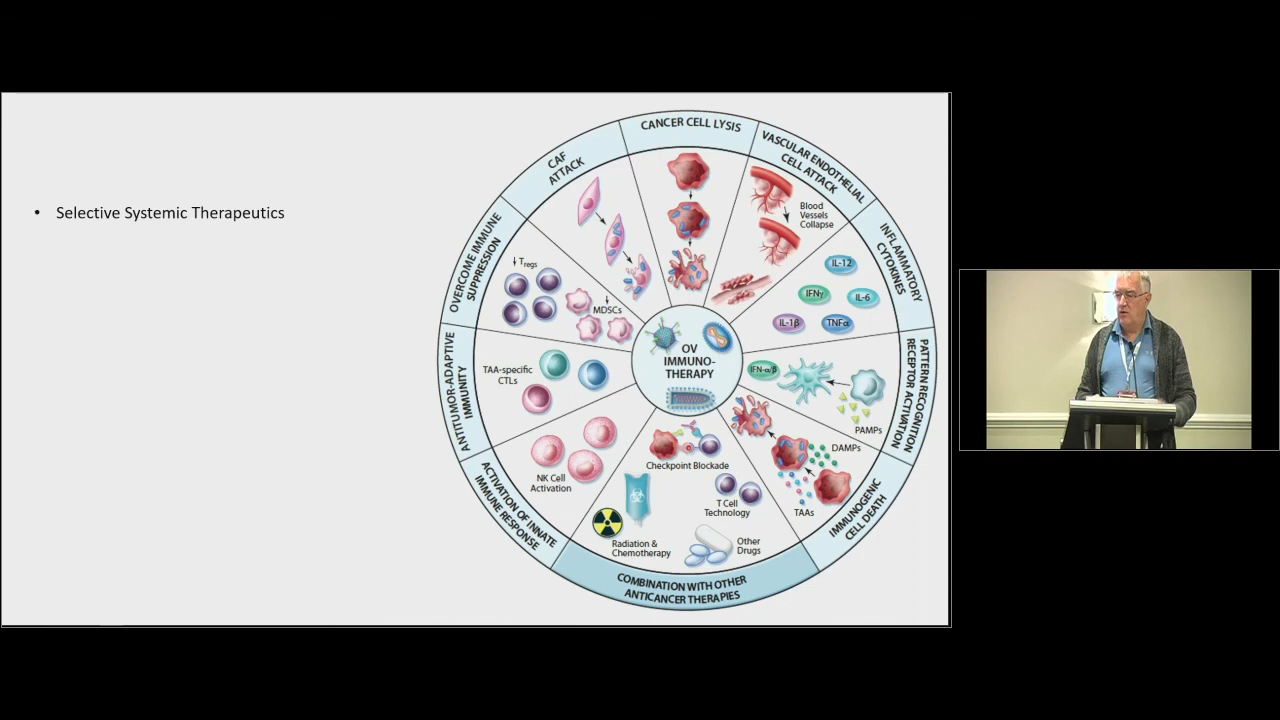 • Selective Systemic Therapeutics
CANCER CELL LYSIS
VASCULAR ENDOTHELIAL
CELL ATTACK
Blood
Vessels
Collapse
INFLAMMATORY
CYTOKINES
IL-12
IFNγ
IL-6
IL-1β
TNFα
PATTERN RECOGNITION
RECEPTOR ACTIVATION
IFN-α/β
PAMPs
IMMUNOGENIC
CELL DEATH
DAMPs
TAAs
COMBINATION WITH OTHER
ANTICANCER THERAPIES
Checkpoint Blockade
T Cell
Technology
Radiation &
Chemotherapy
Other
Drugs
ACTIVATION OF INNATE
IMMUNE RESPONSE
NK Cell
Activation
ANTITUMOR-ADAPTIVE
IMMUNITY
TAA-specific
CTLs
OVERCOME IMMUNE
SUPPRESSION
↓ Tregs
↓
MDSCs
CAF
ATTACK
OV
IMMUNO-
THERAPY